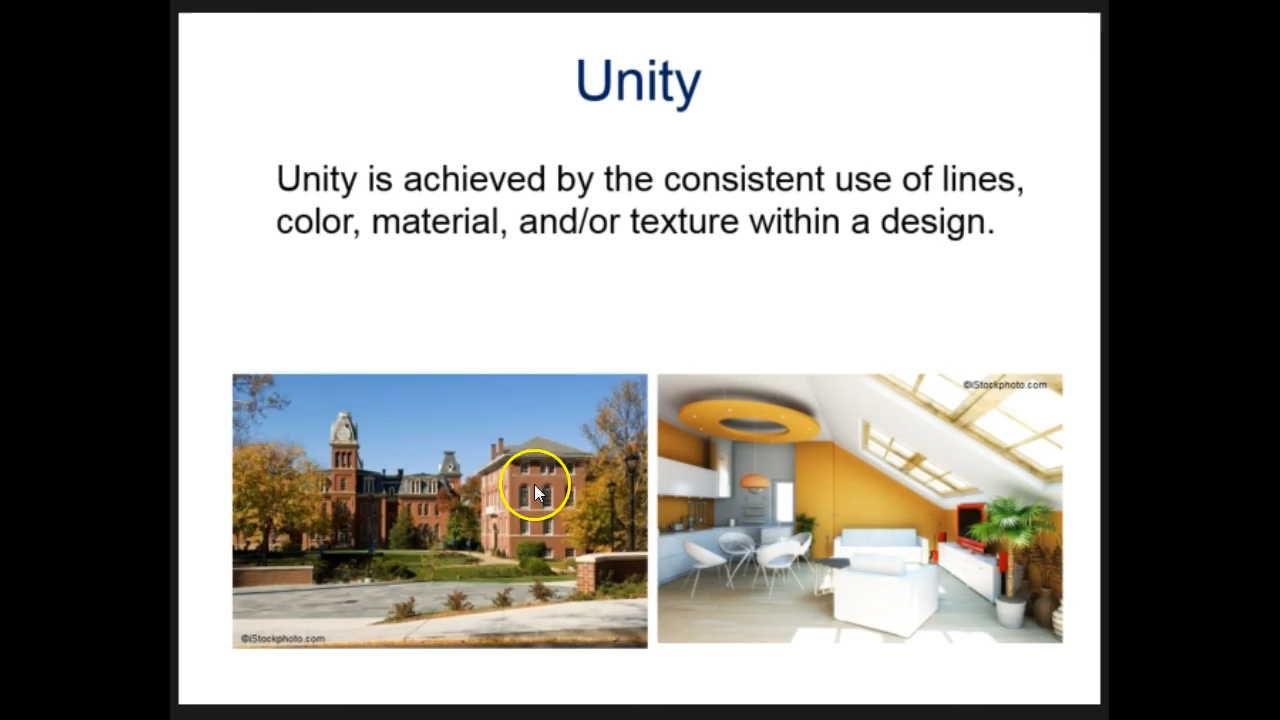 Unity
Unity is achieved by the consistent use of lines,
color, material, and/or texture within a design.
©iStockphoto.com
©iStockphoto.com